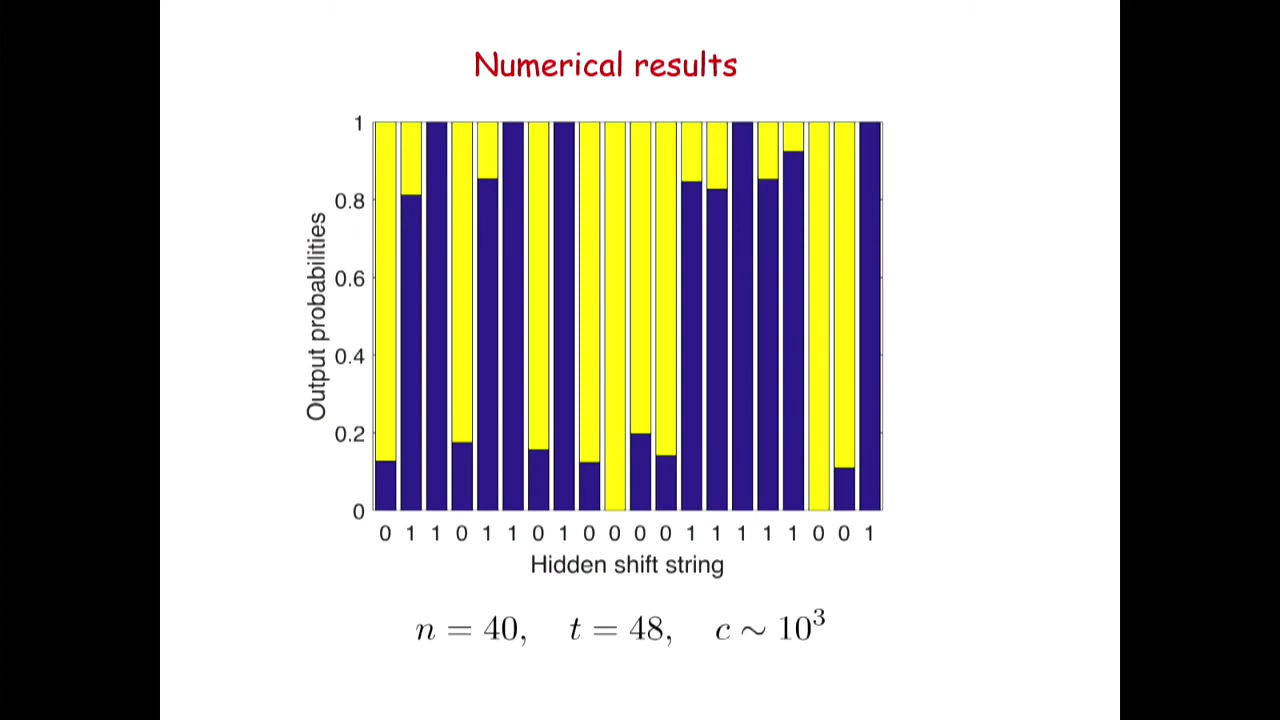 Numerical results
1
0.8
0.6
0.4
0.2
0
Output probabilities
0 1 1 0 1 1 0 1 0 0 0 0 1 1 1 1 1 0 0 1
Hidden shift string
n = 40, t = 48, c ∼ 10³